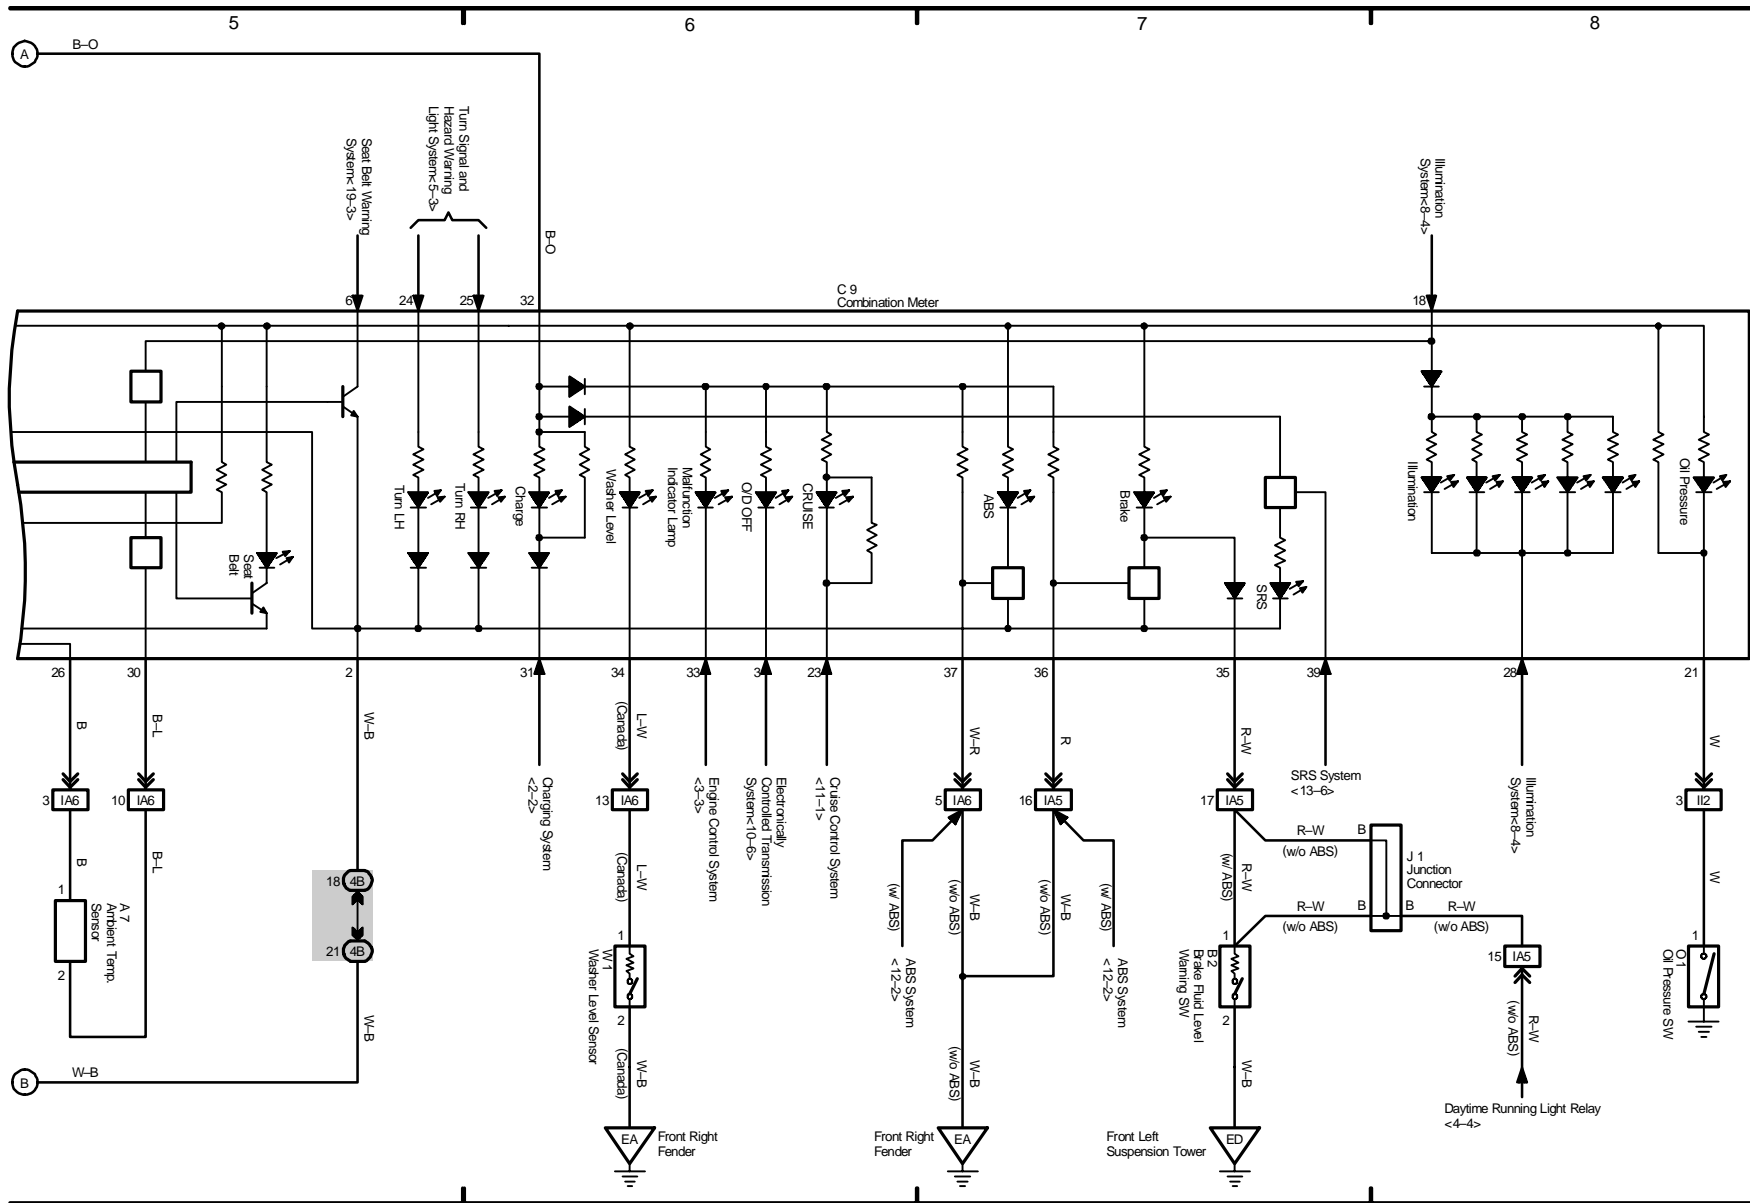 5
6
7
8
A
B–O
Seat Belt Warning
System<19–3>
Turn Signal and
Hazard Warning
Light System<5–3>
B–O
Illumination
System<8–4>
C 9
Combination Meter
6
24
25
32
18
Seat
Belt
Turn LH
Turn RH
Charge
Washer Level
Malfunction
Indicator Lamp
O/D OFF
CRUISE
ABS
Brake
SRS
Illumination
Oil Pressure
26
30
2
31
34
33
3
23
37
36
35
39
28
21
B
B–L
W–B
Charging System
<2–2>
L–W
(Canada)
Engine Control System
<3–3>
Electronically
Controlled Transmission
System<10–6>
Cruise Control System
<11–1>
W–R
R
R–W
SRS System
<13–6>
Illumination
System<8–4>
W
3 IA6
10 IA6
13 IA6
5 IA6
16 IA5
17 IA5
3 II2
B
B–L
18 4B
21 4B
L–W
(Canada)
(w/ ABS)
ABS System
<12–2>
W–B
(w/o ABS)
W–B
(w/o ABS)
(w/ ABS)
ABS System
<12–2>
R–W
(w/ ABS)
R–W
(w/o ABS)
B
J 1
Junction
Connector
R–W
(w/o ABS)
B
B
R–W
(w/o ABS)
W
1
A 7
Ambient Temp.
Sensor
2
1
W 1
Washer Level Sensor
2
1
B 2
Brake Fluid Level
Warning SW
2
15 IA5
1
O 1
Oil Pressure SW
W–B
W–B
(Canada)
W–B
(w/o ABS)
W–B
R–W
(w/o ABS)
B
W–B
EA
Front Right
Fender
Front Right
Fender
EA
Front Left
Suspension Tower
ED
Daytime Running Light Relay
<4–4>